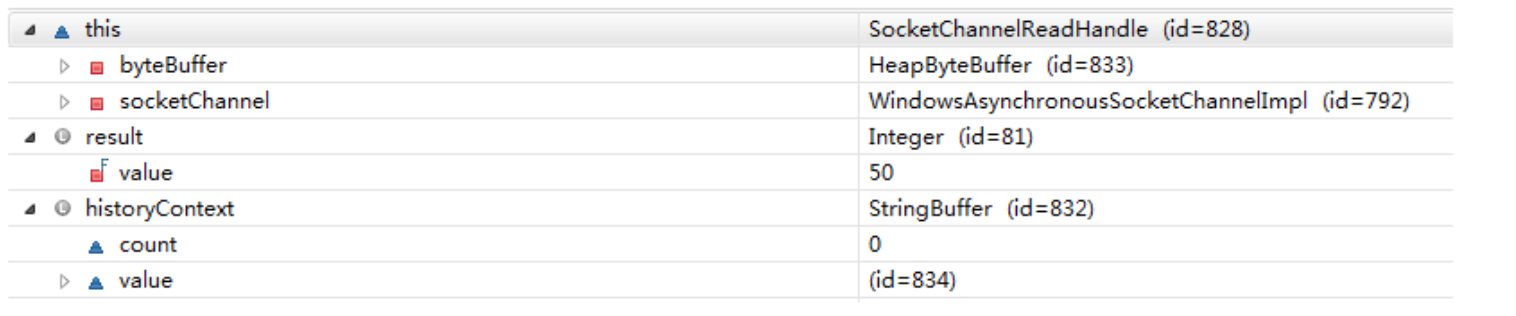 this SocketChannelReadHandle (id=828)
byteBuffer HeapByteBuffer (id=833)
socketChannel WindowsAsynchronousSocketChannelImpl (id=792)
result Integer (id=81)
value 50
historyContext StringBuffer (id=832)
count 0
value (id=834)